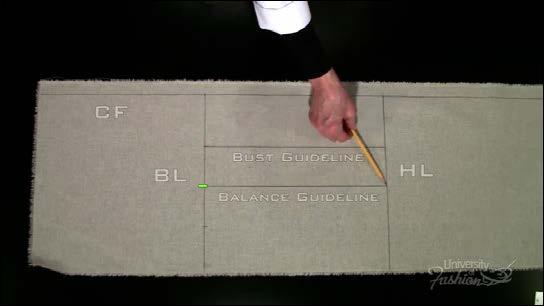 CF
Bust Guideline
BL
HL
Balance Guideline
University
of
Fashion